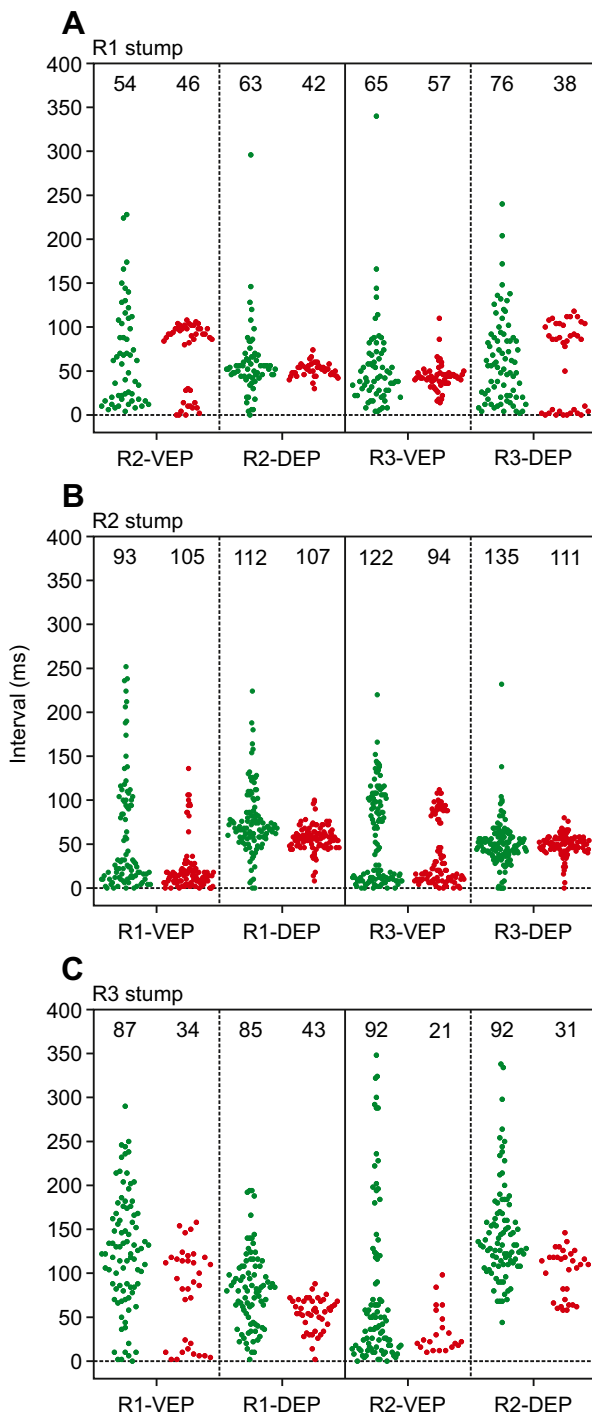 A
R1 stump
400
54 46 63 42 65 57 76 38
350
300
250
200
150
100
50
0
R2-VEP R2-DEP R3-VEP R3-DEP
B
R2 stump
400
93 105 112 107 122 94 135 111
350
300
250
200
150
100
50
0
Interval (ms)
R1-VEP R1-DEP R3-VEP R3-DEP
C
R3 stump
400
87 34 85 43 92 21 92 31
350
300
250
200
150
100
50
0
R1-VEP R1-DEP R2-VEP R2-DEP